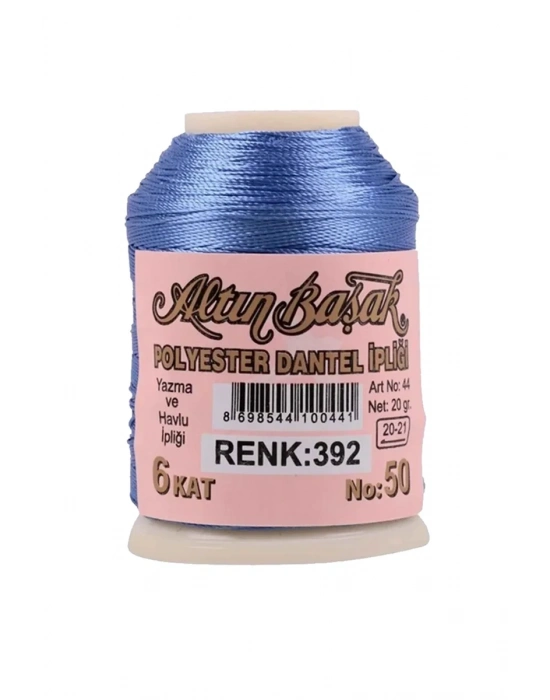 Altın Başak
POLYESTER DANTEL İPLİĞİ
Yazma
ve
Havlu
İpliği
8 698544 100441
Art No: 44
Net: 20 gr.
20-21
RENK:392
6 KAT
No:50